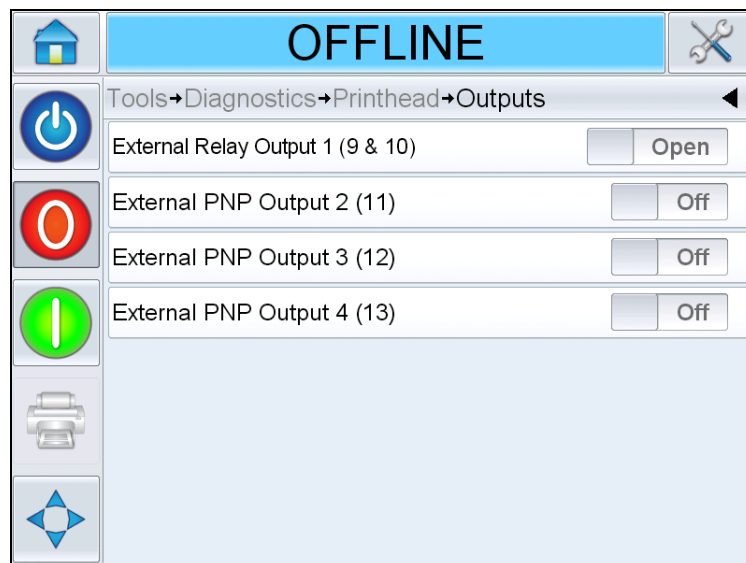 OFFLINE
Tools→Diagnostics→Printhead→Outputs
External Relay Output 1 (9 & 10) Open
External PNP Output 2 (11) Off
External PNP Output 3 (12) Off
External PNP Output 4 (13) Off